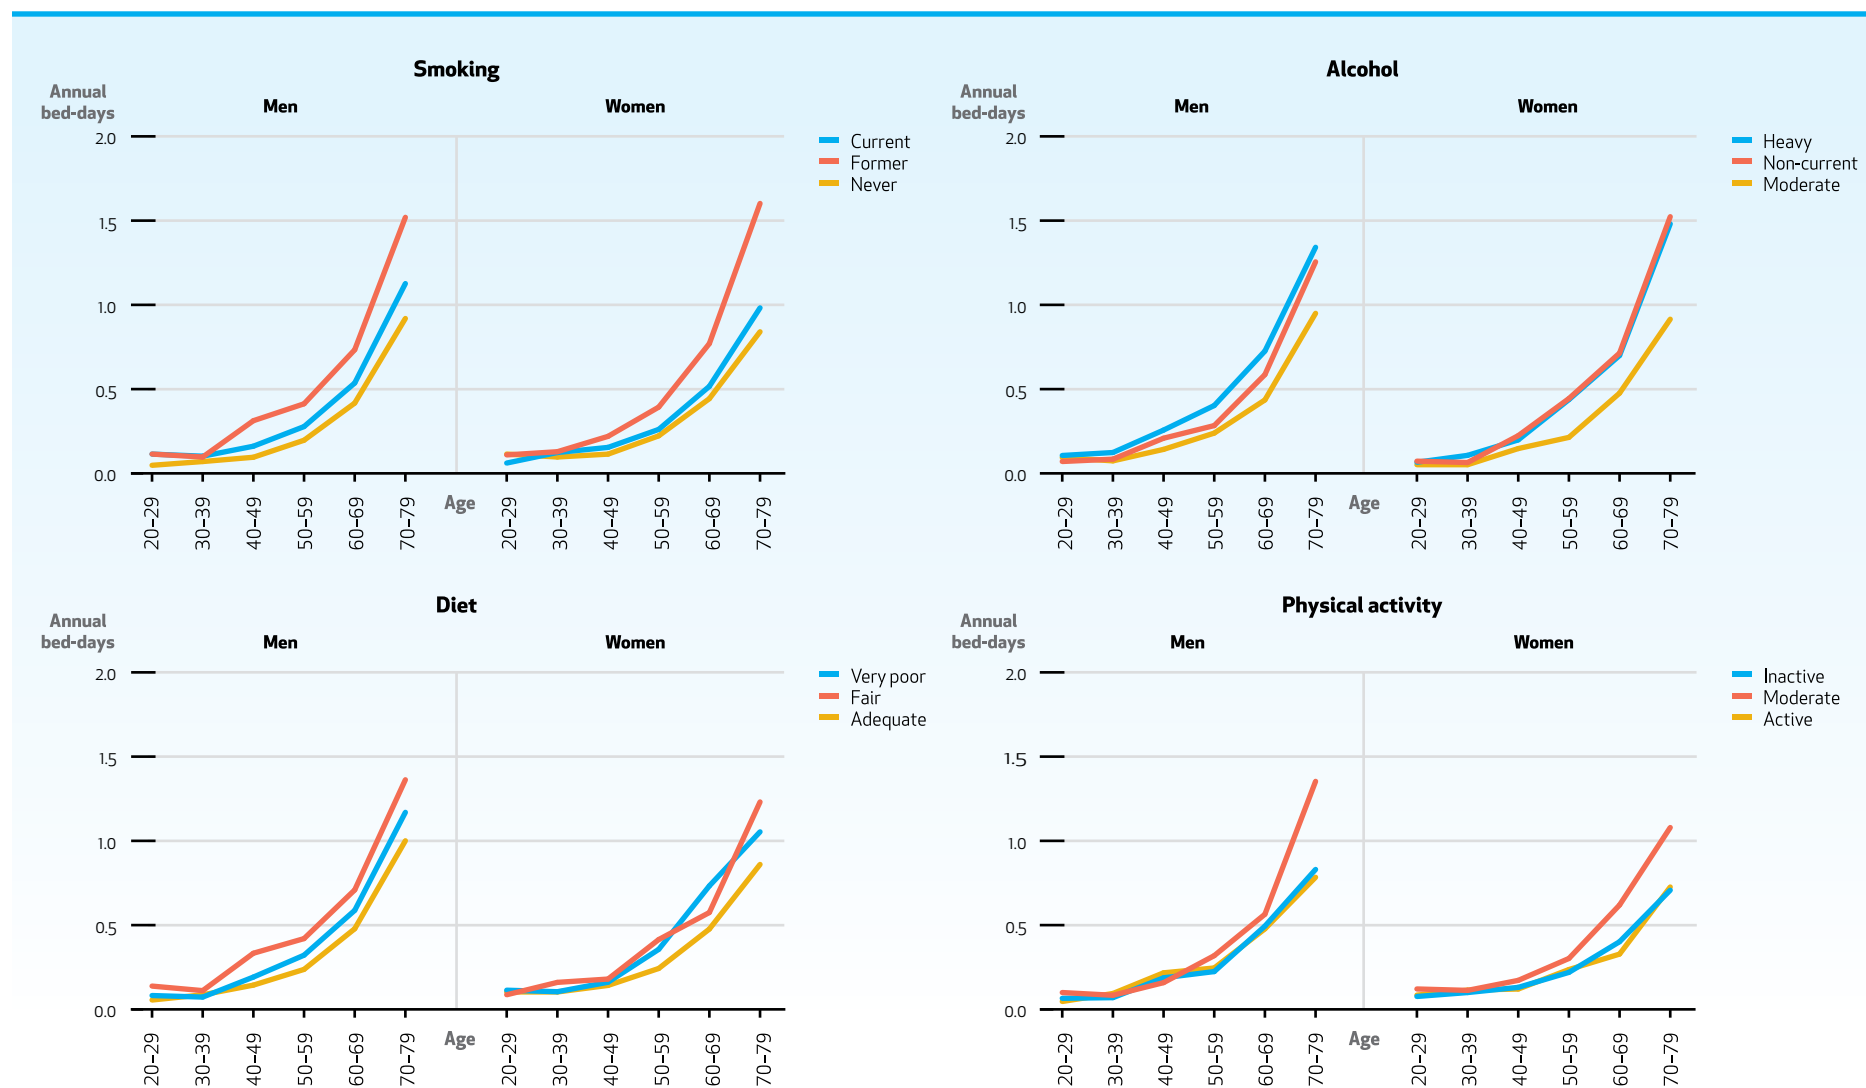 Smoking
Annual
bed-days
Men
Women
2.0
1.5
1.0
0.5
0.0
Current
Former
Never
20–29
30–39
40–49
50–59
60–69
70–79
Age
20–29
30–39
40–49
50–59
60–69
70–79
Alcohol
Annual
bed-days
Men
Women
2.0
1.5
1.0
0.5
0.0
Heavy
Non-current
Moderate
20–29
30–39
40–49
50–59
60–69
70–79
Age
20–29
30–39
40–49
50–59
60–69
70–79
Diet
Annual
bed-days
Men
Women
2.0
1.5
1.0
0.5
0.0
Very poor
Fair
Adequate
20–29
30–39
40–49
50–59
60–69
70–79
Age
20–29
30–39
40–49
50–59
60–69
70–79
Physical activity
Annual
bed-days
Men
Women
2.0
1.5
1.0
0.5
0.0
Inactive
Moderate
Active
20–29
30–39
40–49
50–59
60–69
70–79
Age
20–29
30–39
40–49
50–59
60–69
70–79